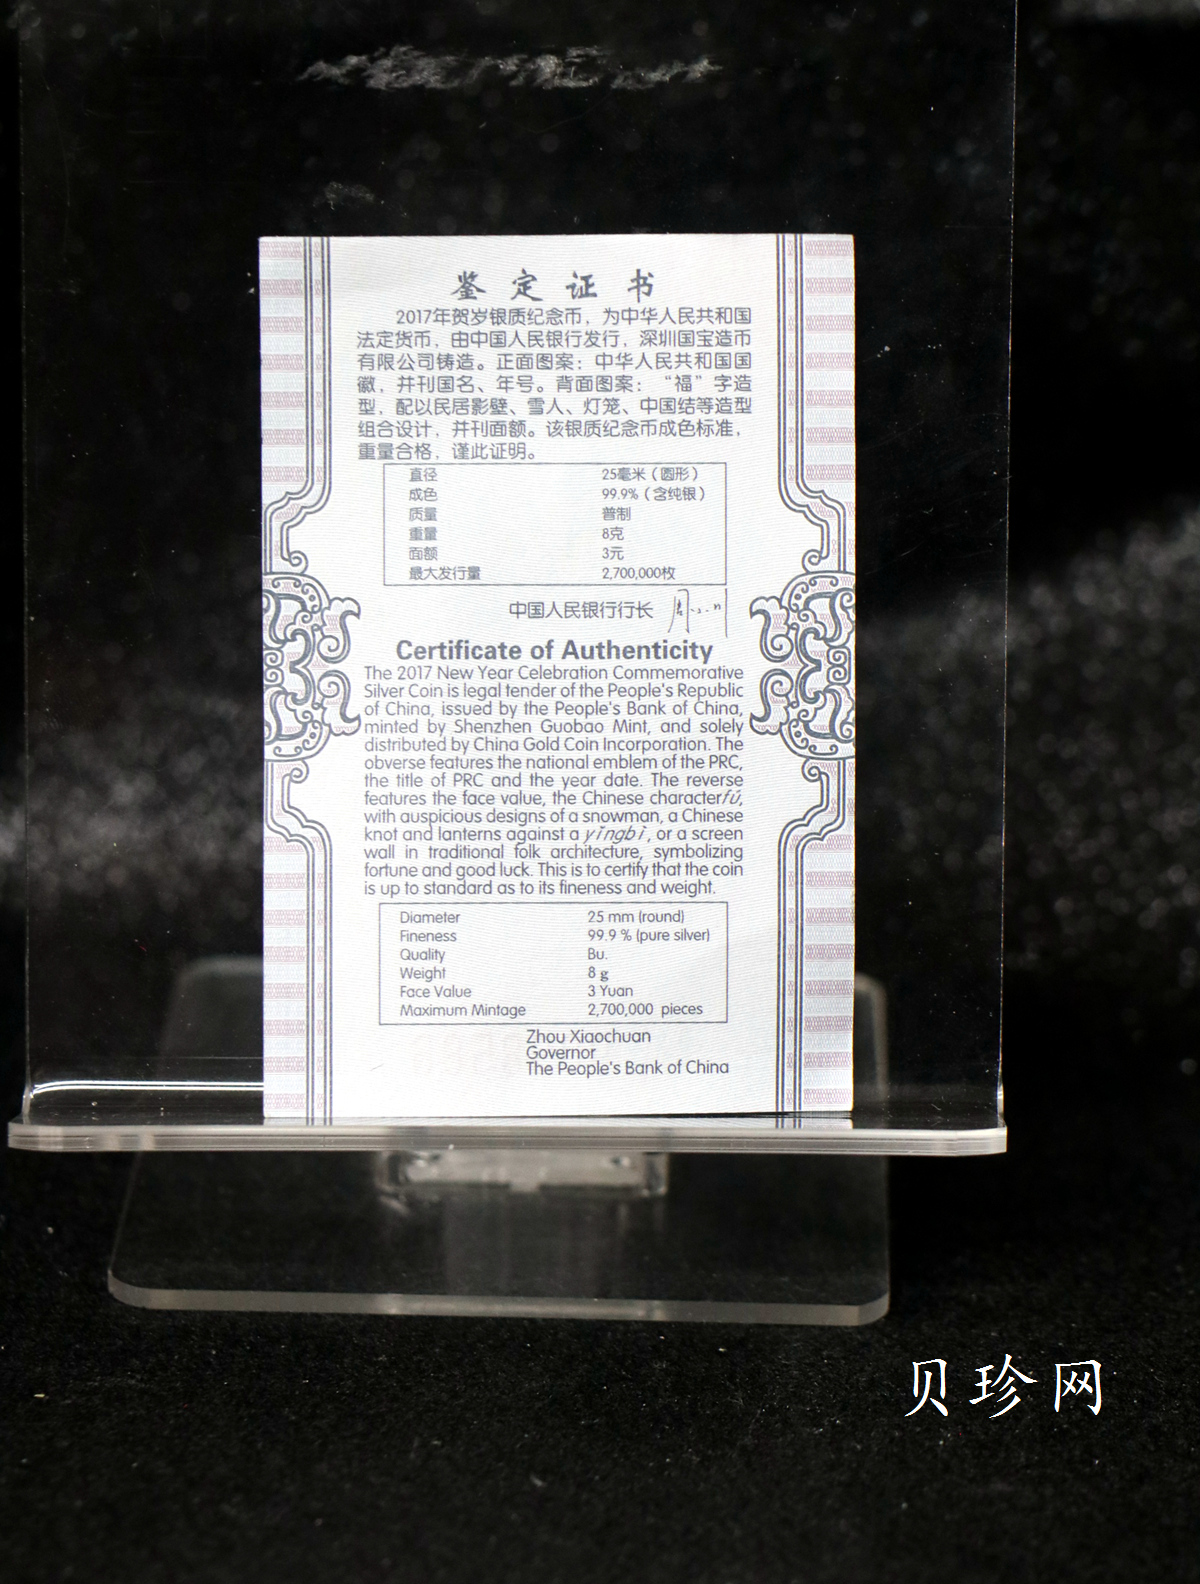 鉴定证书
2017年贺岁银质纪念币，为中华人民共和国
法定货币，由中国人民银行发行，深圳国宝造币
有限公司铸造。正面图案：中华人民共和国国
徽，并刊国名、年号。背面图案：“福”字造
型，配以民居影壁、雪人、灯笼、中国结等造型
组合设计，并刊面额。该银质纪念币成色标准，
重量合格，谨此证明。
直径 25毫米（圆形）
成色 99.9%（含纯银）
质量 普制
重量 8克
面额 3元
最大发行量 2,700,000枚
中国人民银行行长 周小川
Certificate of Authenticity
The 2017 New Year Celebration Commemorative
Silver Coin is legal tender of the People's Republic
of China, issued by the People's Bank of China,
minted by Shenzhen Guobao Mint, and solely
distributed by China Gold Coin Incorporation. The
obverse features the national emblem of the PRC,
the title of PRC and the year date. The reverse
features the face value, the Chinese characterfú,
with auspicious designs of a snowman, a Chinese
knot and lanterns against a yǐngbì, or a screen
wall in traditional folk architecture, symbolizing
fortune and good luck. This is to certify that the coin
is up to standard as to its fineness and weight.
Diameter 25 mm (round)
Fineness 99.9 % (pure silver)
Quality Bu.
Weight 8 g
Face Value 3 Yuan
Maximum Mintage 2,700,000 pieces
Zhou Xiaochuan
Governor
The People's Bank of China
贝珍网